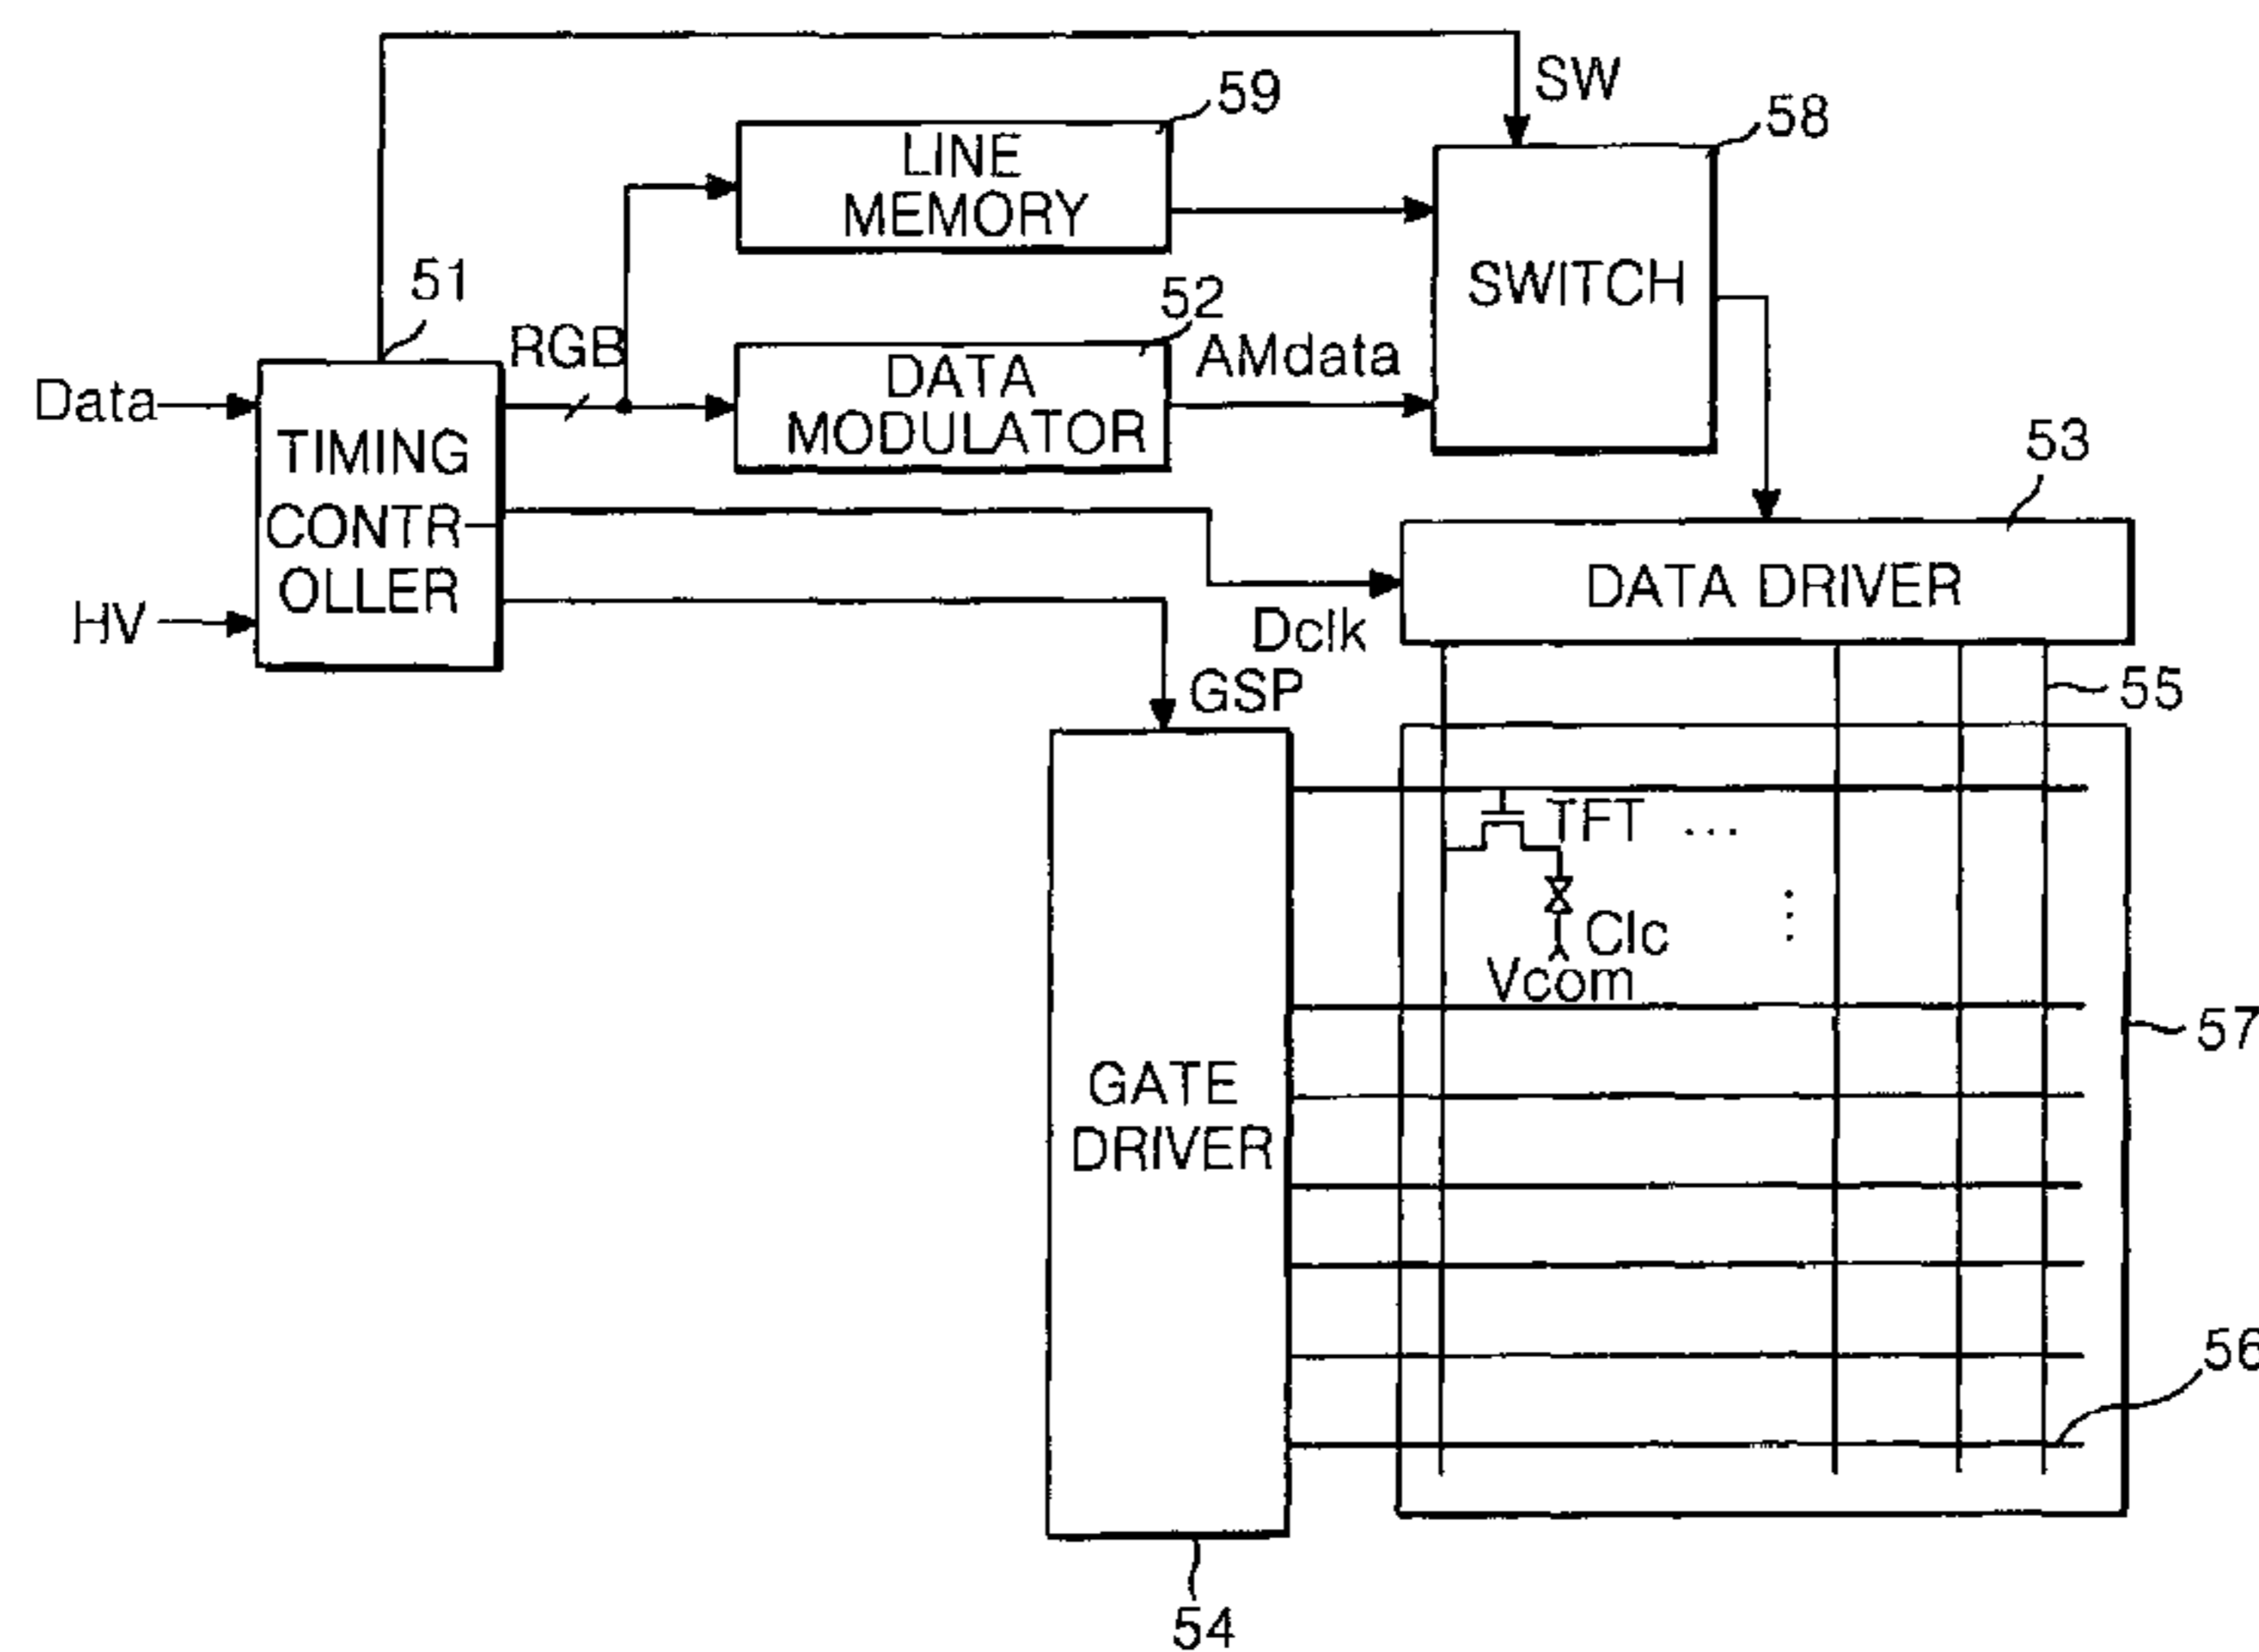 SW
59
58
LINE
MEMORY
SWITCH
51
52
RGB
DATA
MODULATOR
AMdata
Data
TIMING
CONTR-
OLLER
HV
53
DATA DRIVER
Dclk
GSP
55
TFT ...
Clc
Vcom
57
GATE
DRIVER
56
54